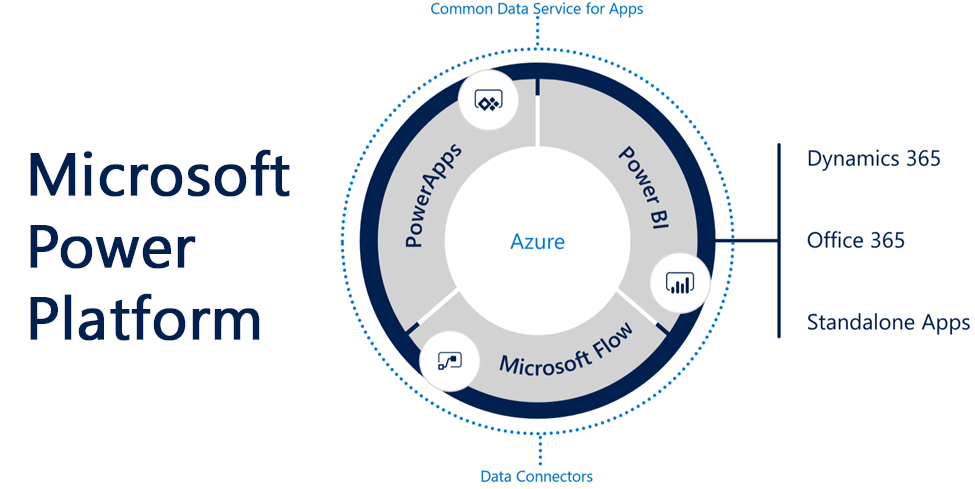 Common Data Service for Apps
Microsoft
Power
Platform
PowerApps
Power BI
Azure
Microsoft Flow
Dynamics 365
Office 365
Standalone Apps
Data Connectors